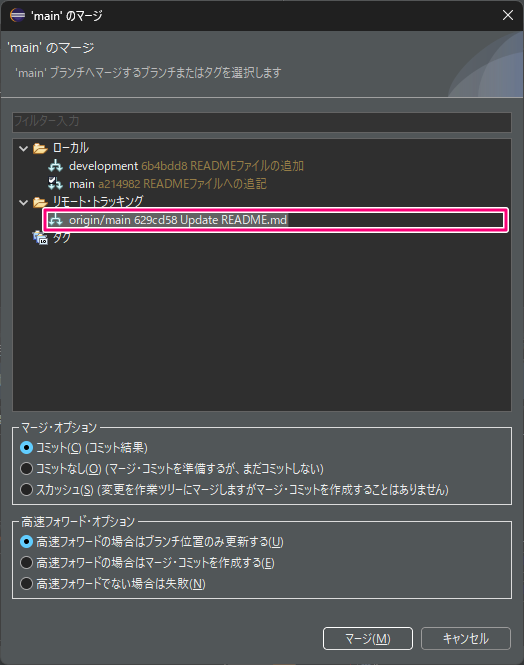 'main' のマージ
'main' のマージ
'main' ブランチへマージするブランチまたはタグを選択します
フィルター入力
ローカル
development 6b4bdd8 READMEファイルの追加
main a214982 READMEファイルへの追記
リモート・トラッキング
origin/main 629cd58 Update README.md
タグ
マージ・オプション
コミット(C) (コミット結果)
コミットなし(O) (マージ・コミットを準備するが、まだコミットしない)
スカッシュ(S) (変更を作業ツリーにマージしますがマージ・コミットを作成することはありません)
高速フォワード・オプション
高速フォワードの場合はブランチ位置のみ更新する(U)
高速フォワードの場合はマージ・コミットを作成する(E)
高速フォワードでない場合は失敗(N)
マージ(M)
キャンセル